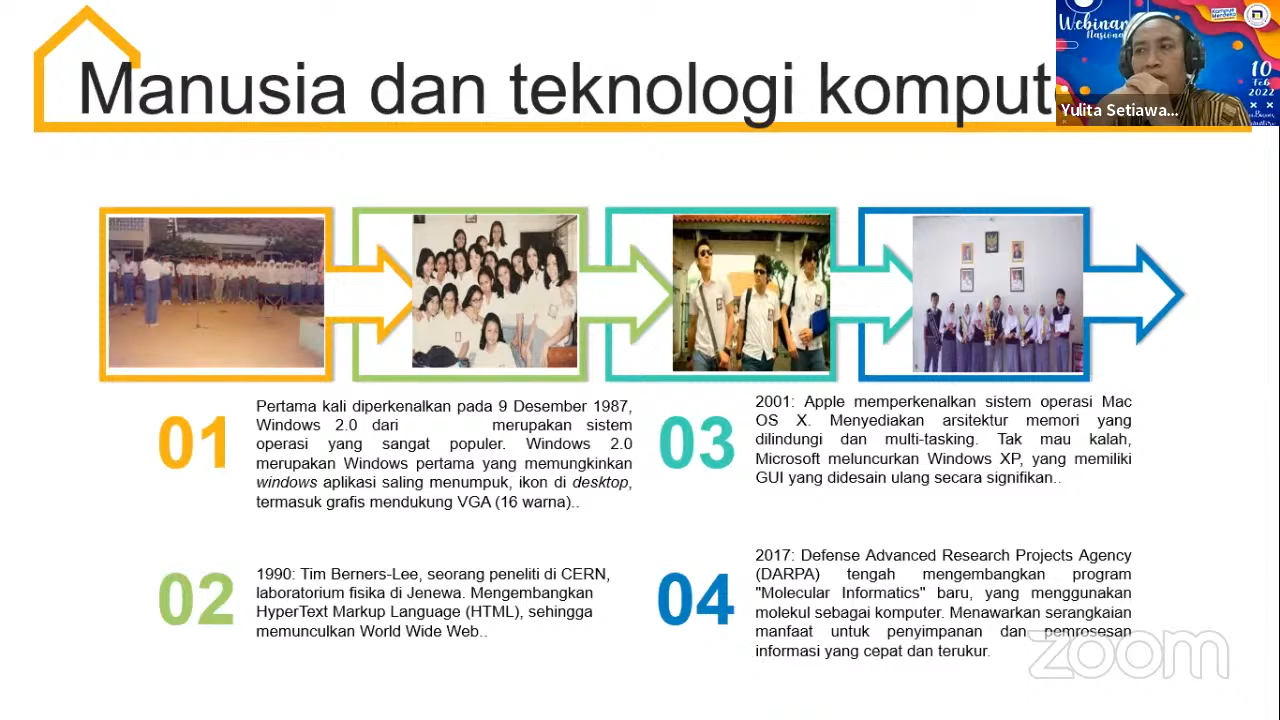 Manusia dan teknologi komput
Webinar
Nasional
10
Feb
2022
Yulita Setiawa...
01
Pertama kali diperkenalkan pada 9 Desember 1987,
Windows 2.0 dari merupakan sistem
operasi yang sangat populer. Windows 2.0
merupakan Windows pertama yang memungkinkan
windows aplikasi saling menumpuk, ikon di desktop,
termasuk grafis mendukung VGA (16 warna)..
02
1990: Tim Berners-Lee, seorang peneliti di CERN,
laboratorium fisika di Jenewa. Mengembangkan
HyperText Markup Language (HTML), sehingga
memunculkan World Wide Web..
03
2001: Apple memperkenalkan sistem operasi Mac
OS X. Menyediakan arsitektur memori yang
dilindungi dan multi-tasking. Tak mau kalah,
Microsoft meluncurkan Windows XP, yang memiliki
GUI yang didesain ulang secara signifikan..
04
2017: Defense Advanced Research Projects Agency
(DARPA) tengah mengembangkan program
"Molecular Informatics" baru, yang menggunakan
molekul sebagai komputer. Menawarkan serangkaian
manfaat untuk penyimpanan dan pemrosesan
informasi yang cepat dan terukur.
zoom